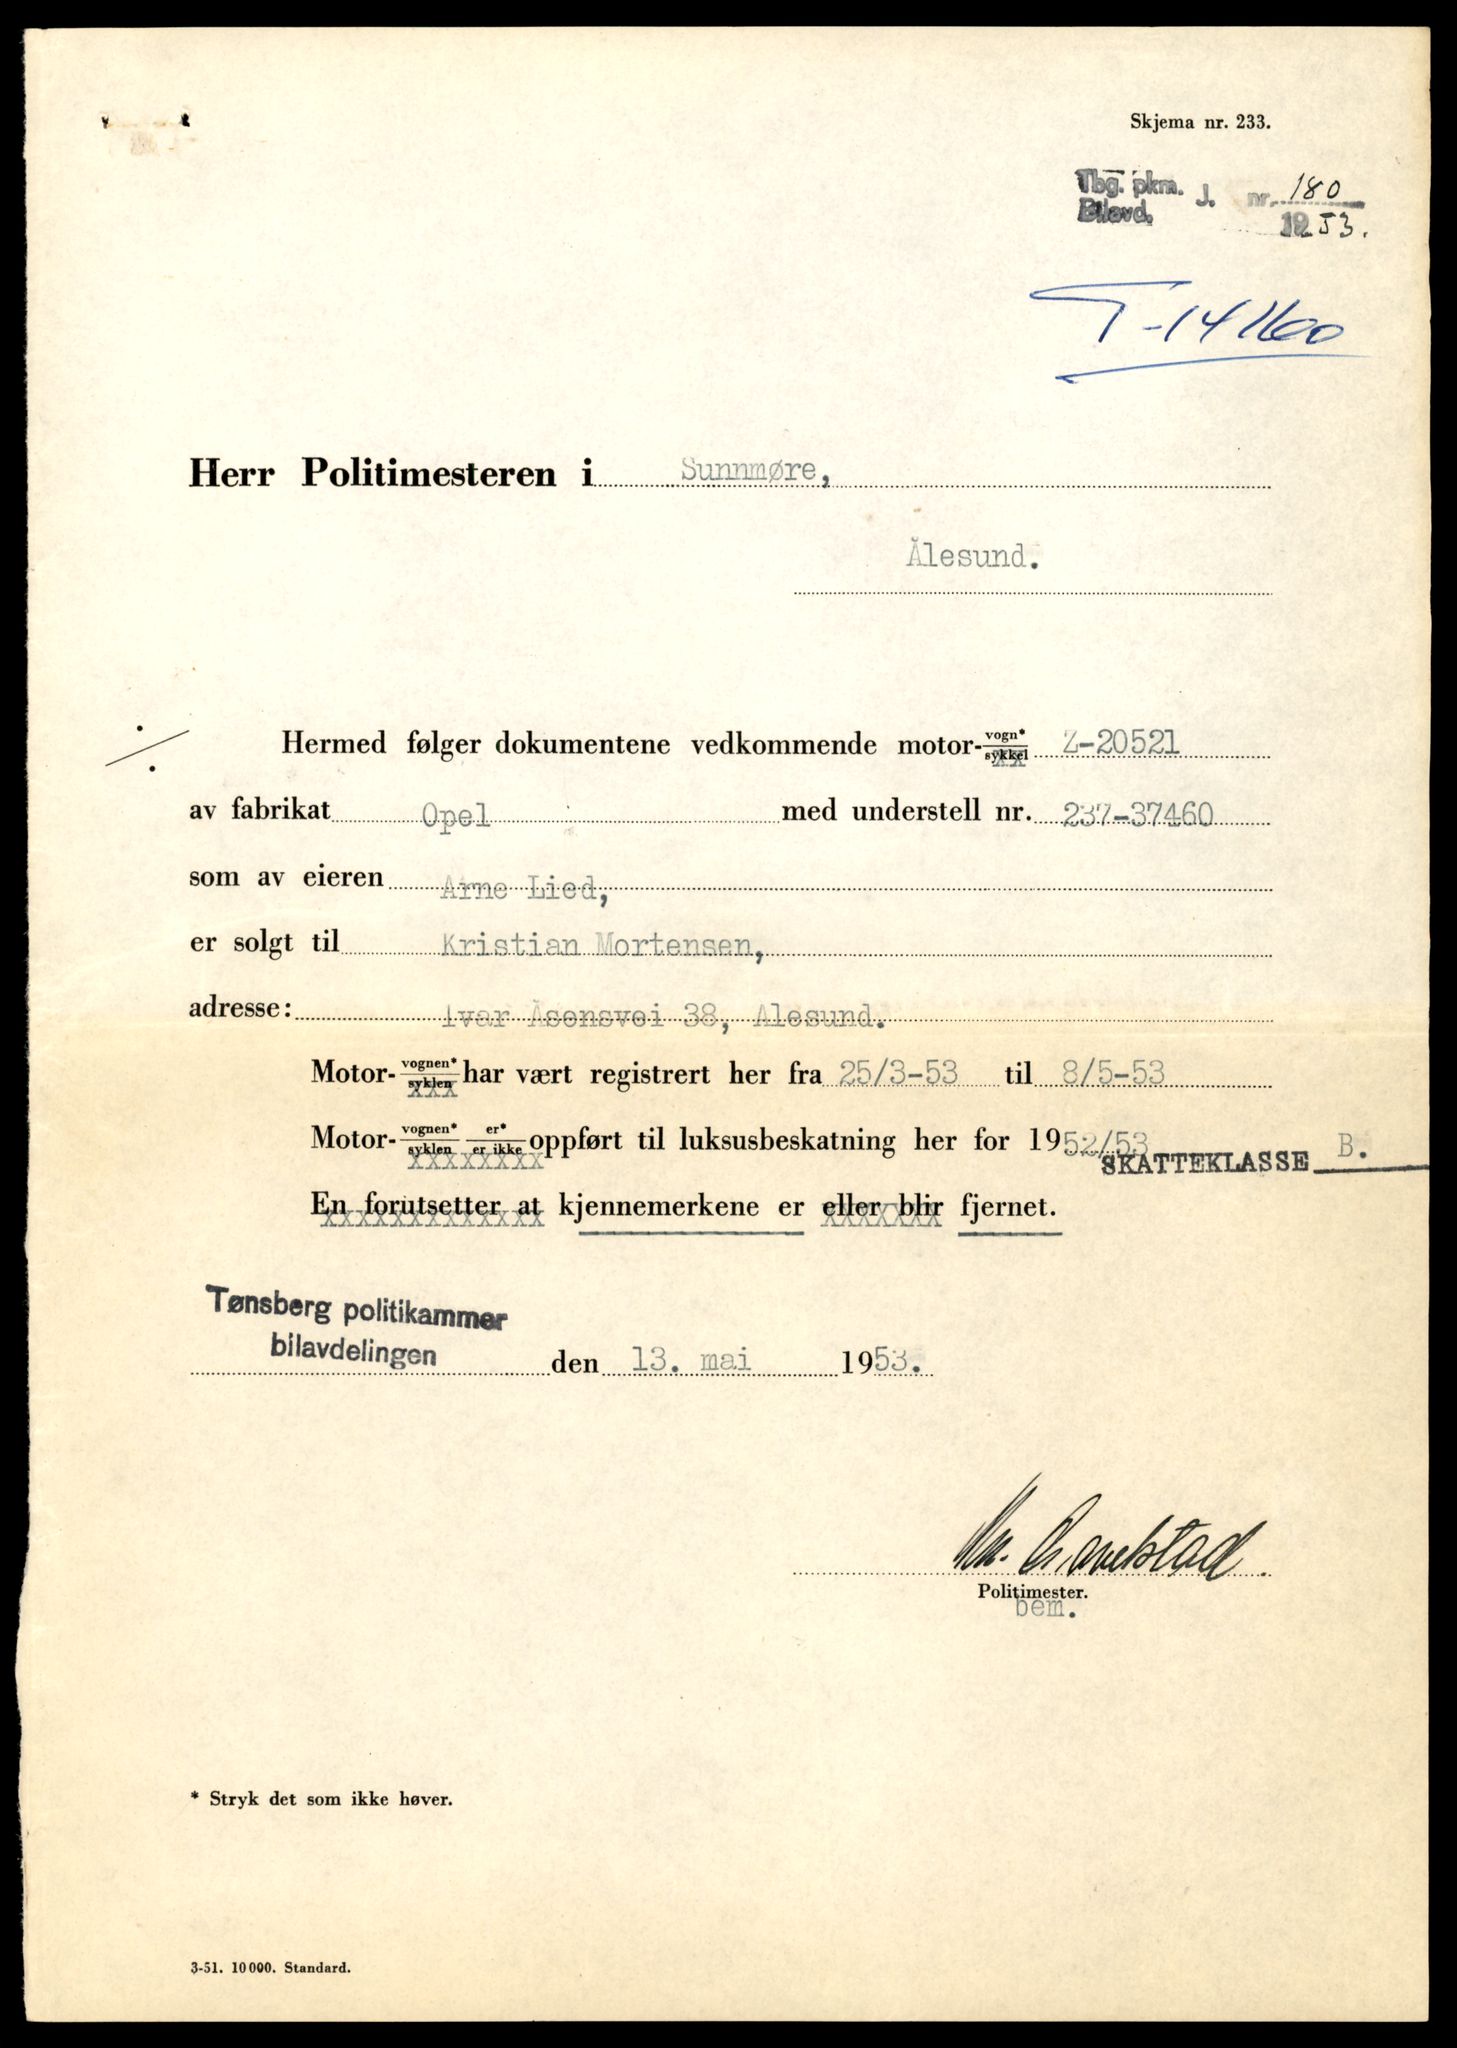 Skjema nr. 233.
Tbg. pkm. J. nr. 180
Bilavd. 1953.
T-14160
Herr Politimesteren i Sunnmøre,
Ålesund.
Hermed følger dokumentene vedkommende motor-vogn*/sykkel Z-20521
av fabrikat Opel med understell nr. 237-37460
som av eieren Arne Lied,
er solgt til Kristian Mortensen,
adresse: Ivar Åsensvei 38, Ålesund.
Motor-vognen*/syklen har vært registrert her fra 25/3-53 til 8/5-53
Motor-vognen*/syklen er*/er ikke oppført til luksusbeskatning her for 1952/53
SKATTEKLASSE B.
En forutsetter at kjennemerkene er eller blir fjernet.
Tønsberg politikammer
bilavdelingen den 13. mai 1953.
Politimester.
bem.
* Stryk det som ikke høver.
3-51. 10000. Standard.